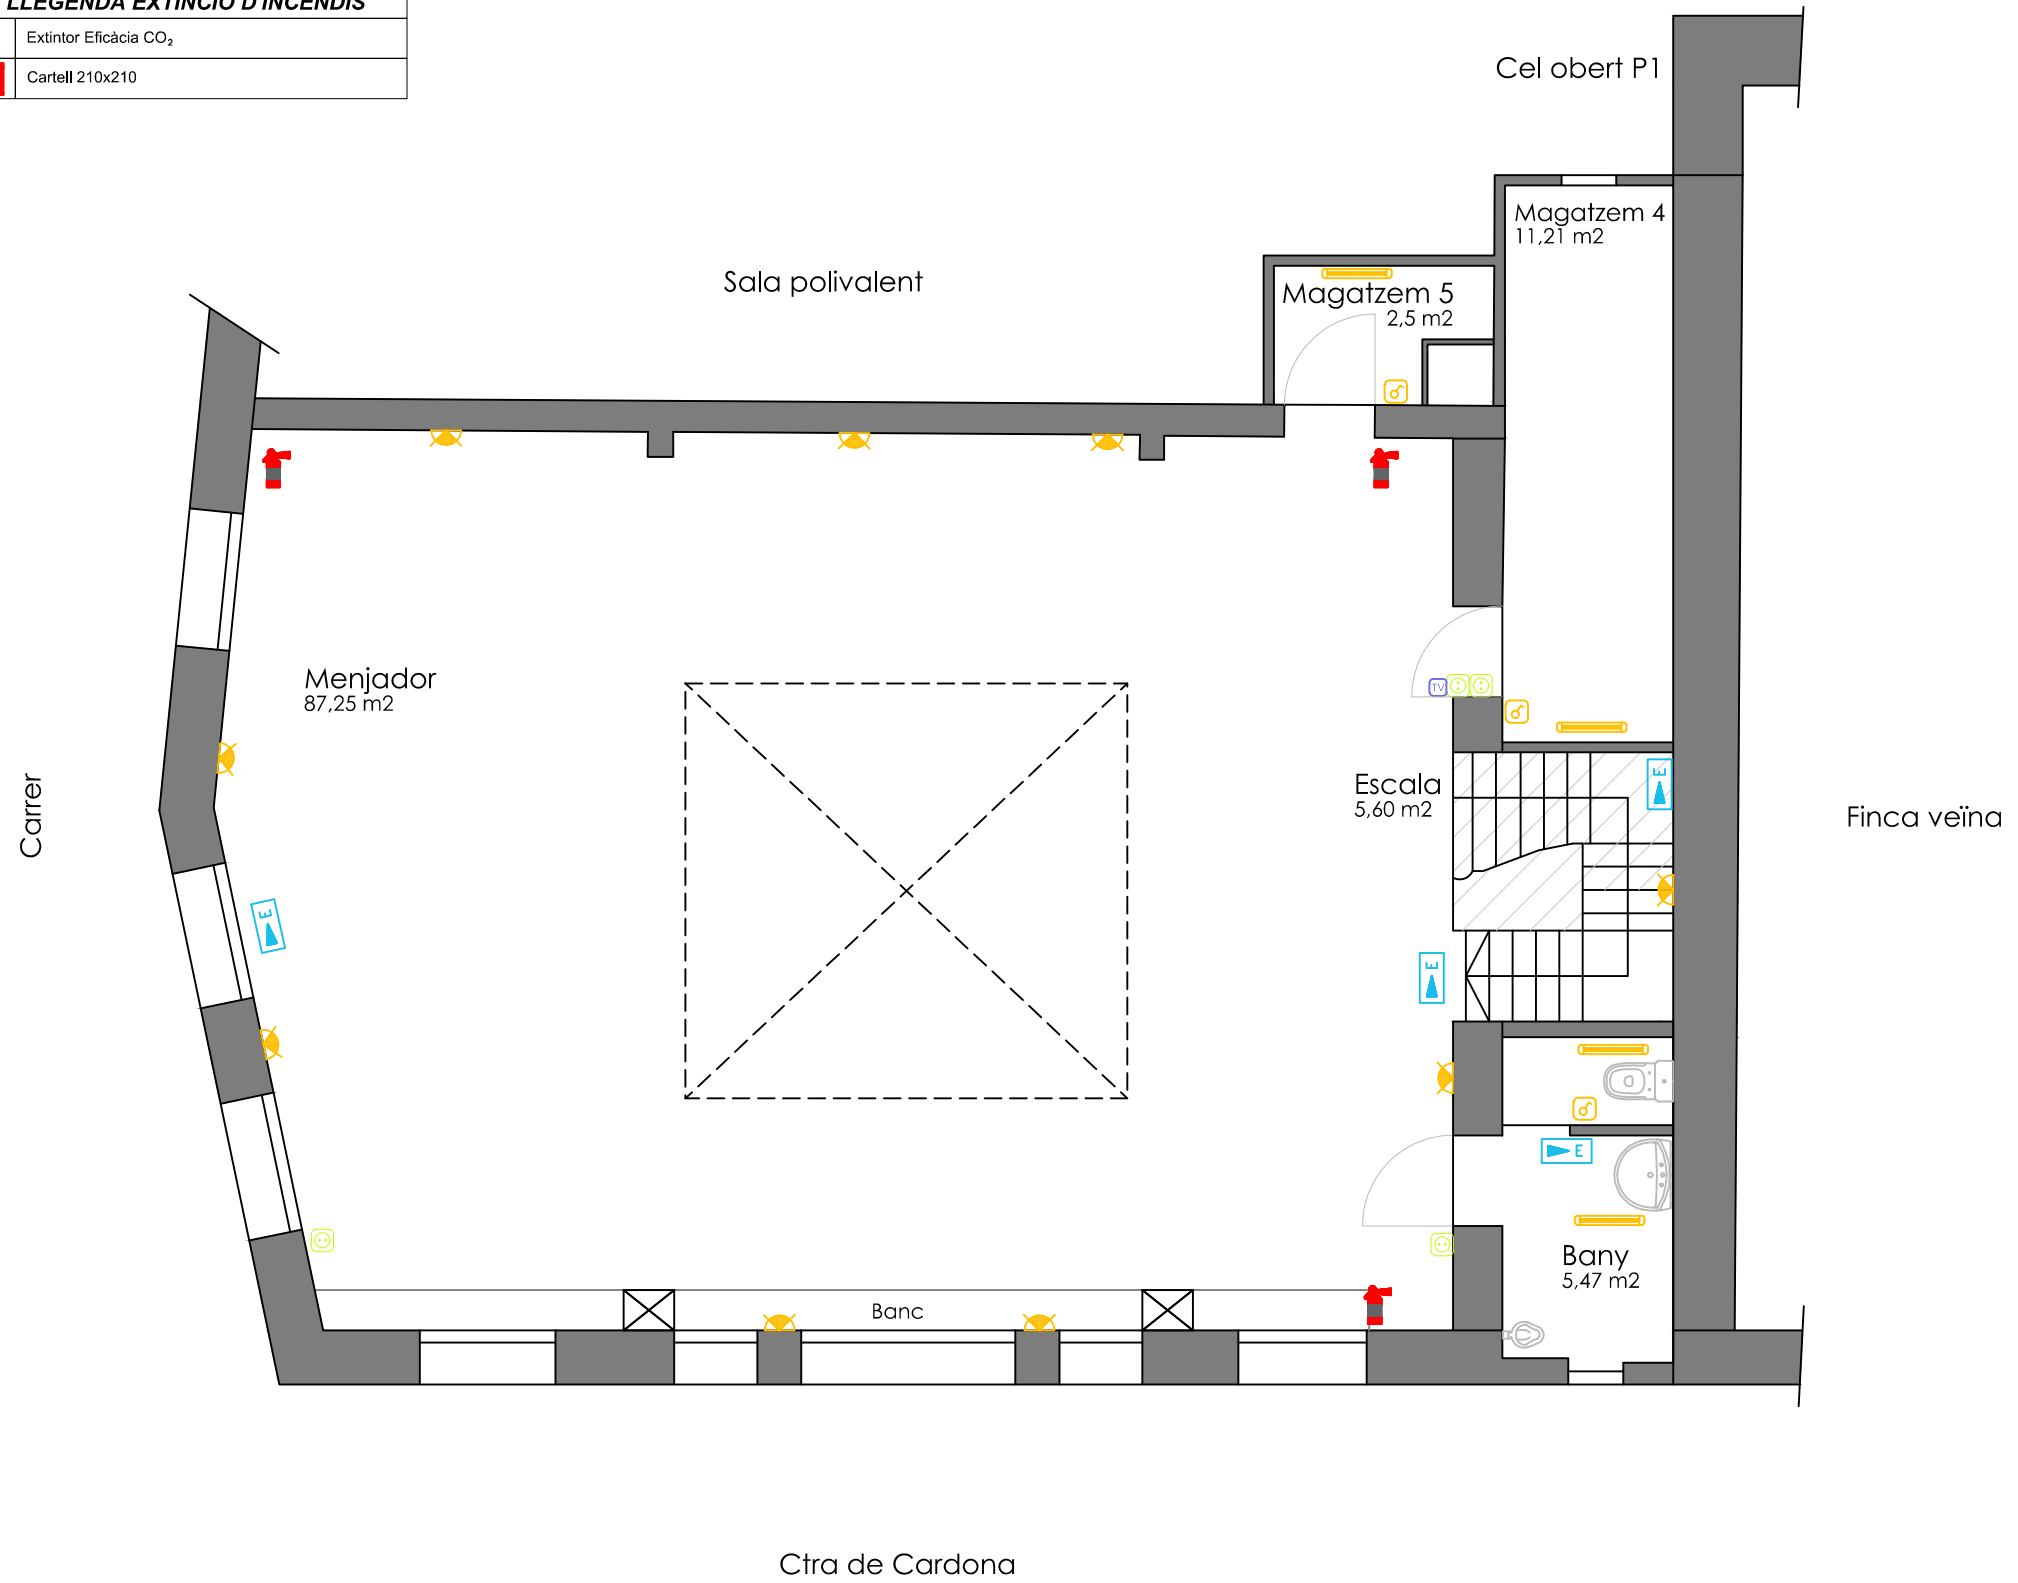 LLEGENDA EXTINCIÓ D'INCENDIS
Extintor Eficàcia CO₂
Cartell 210x210
Cel obert P1
Magatzem 4
11,21 m2
Sala polivalent
Magatzem 5
2,5 m2
Menjador
87,25 m2
TV
Escala
5,60 m2
E
Carrer
Finca veïna
E
E
E
Bany
5,47 m2
Banc
Ctra de Cardona